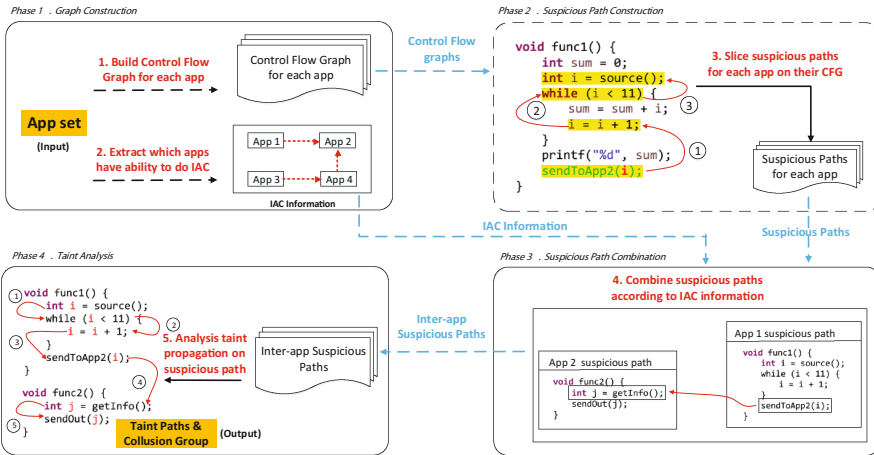 Phase 1 . Graph Construction
1. Build Control Flow
Graph for each app
Control Flow Graph
for each app
App set
(Input)
2. Extract which apps
have ability to do IAC
App 1
App 2
App 3
App 4
IAC Information
Control Flow
graphs
Phase 2 . Suspicious Path Construction
void func1() {
int sum = 0;
int i = source();
while (i < 11) {
sum = sum + i;
i = i + 1;
}
printf("%d", sum);
sendToApp2(i);
}
2
3
1
3. Slice suspicious paths
for each app on their CFG
Suspicious Paths
for each app
IAC Information
Suspicious Paths
Phase 4 . Taint Analysis
void func1() {
int i = source();
while (i < 11) {
i = i + 1;
}
sendToApp2(i);
}
void func2() {
int j = getInfo();
sendOut(j);
}
1
2
3
4
5
5. Analysis taint
propagation on
suspicious path
Inter-app Suspicious
Paths
Taint Paths &
Collusion Group
(Output)
Inter-app
Suspicious Paths
Phase 3 . Suspicious Path Combination
4. Combine suspicious paths
according to IAC information
App 2 suspicious path
void func2() {
int j = getInfo();
sendOut(j);
}
App 1 suspicious path
void func1() {
int i = source();
while (i < 11) {
i = i + 1;
}
sendToApp2(i);
}